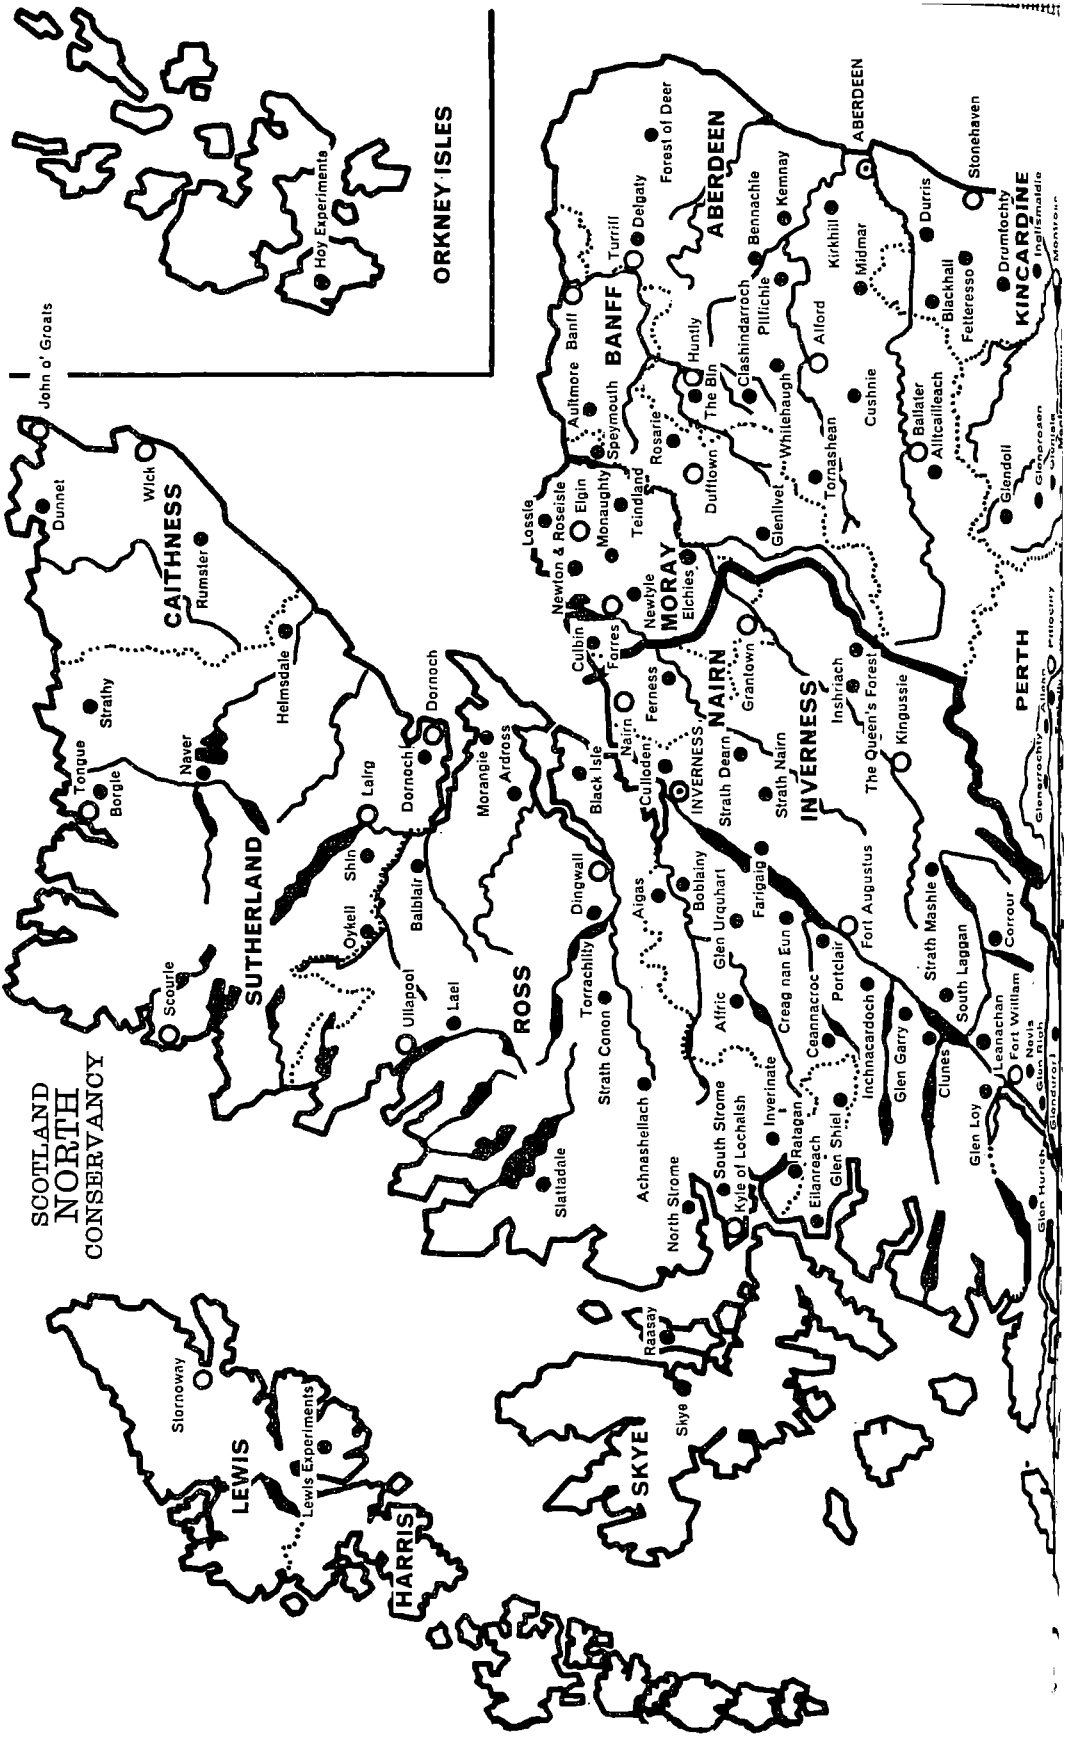 SCOTLAND
NORTH
CONSERVANCY
ORKNEY ISLES
Hoy Experiments
John o' Groats
Dunnet
Wick
CAITHNESS
Rumster
Strathy
Tongue
Borgie
Naver
Helmsdale
Scourie
SUTHERLAND
Lairg
Shin
Oykell
Dornoch
Dornoch
Balblair
Ullapool
Lael
ROSS
Morangie
Ardross
Black Isle
Dingwall
Torrachilty
Strath Conon
Achnashellach
Slattadale
North Strome
South Strome
Kyle of Lochalsh
Inverinate
Ratagan
Eilanreach
Glen Shiel
LEWIS
Stornoway
Lewis Experiments
HARRIS
SKYE
Skye
Raasay
Lossie
Newton & Roseisle
Elgin
Monaughty
Teindland
Speymouth
Aultmore
Banff
BANFF
Turriff
Delgaty
Forest of Deer
ABERDEEN
ABERDEEN
Rosarie
Huntly
The Bin
Clashindarroch
Pitfichie
Bennachie
Kemnay
Kirkhill
Midmar
Dufftown
Whitehaugh
Alford
Durris
Stonehaven
Blackhall
Fetteresso
Drumtochty
KINCARDINE
Inglismaldie
Montrose
Cushnie
Tornashean
Glenlivet
Ballater
Alltcailleach
Glendoll
Culbin
Forres
Newtyle
MORAY
Elchies
Nairn
Ferness
NAIRN
Grantown
Culloden
INVERNESS
Strath Dearn
Strath Nairn
INVERNESS
Inshriach
The Queen's Forest
Kingussie
PERTH
Pitlochry
Aigas
Boblainy
Glen Urquhart
Farigaig
Affric
Creag nan Eun
Fort Augustus
Portclair
Ceannacroc
Inchnacardoch
Glen Garry
Clunes
Strath Mashie
South Laggan
Corrour
Leanachan
Fort William
Nevis
Glen Righ
Glenduror
Glen Loy
Glen Hurich